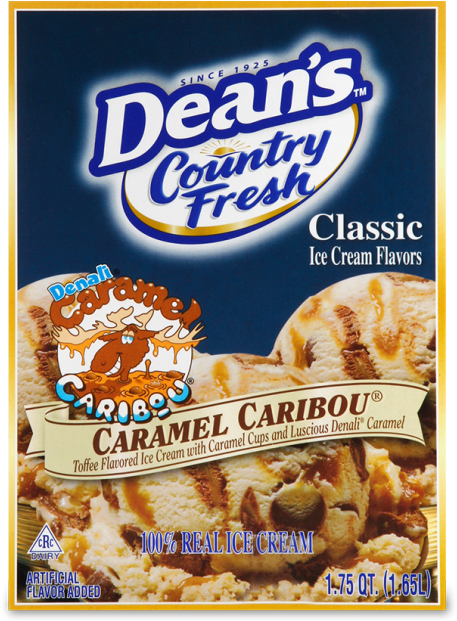 SINCE 1925
Dean's™
Country
Fresh
Classic
Ice Cream Flavors
Denali®
Caramel
CARIBOU®
CARAMEL CARIBOU®
Toffee Flavored Ice Cream with Caramel Cups and Luscious Denali® Caramel
cRc
DAIRY
100% REAL ICE CREAM
ARTIFICIAL
FLAVOR ADDED
1.75 QT. (1.65L)